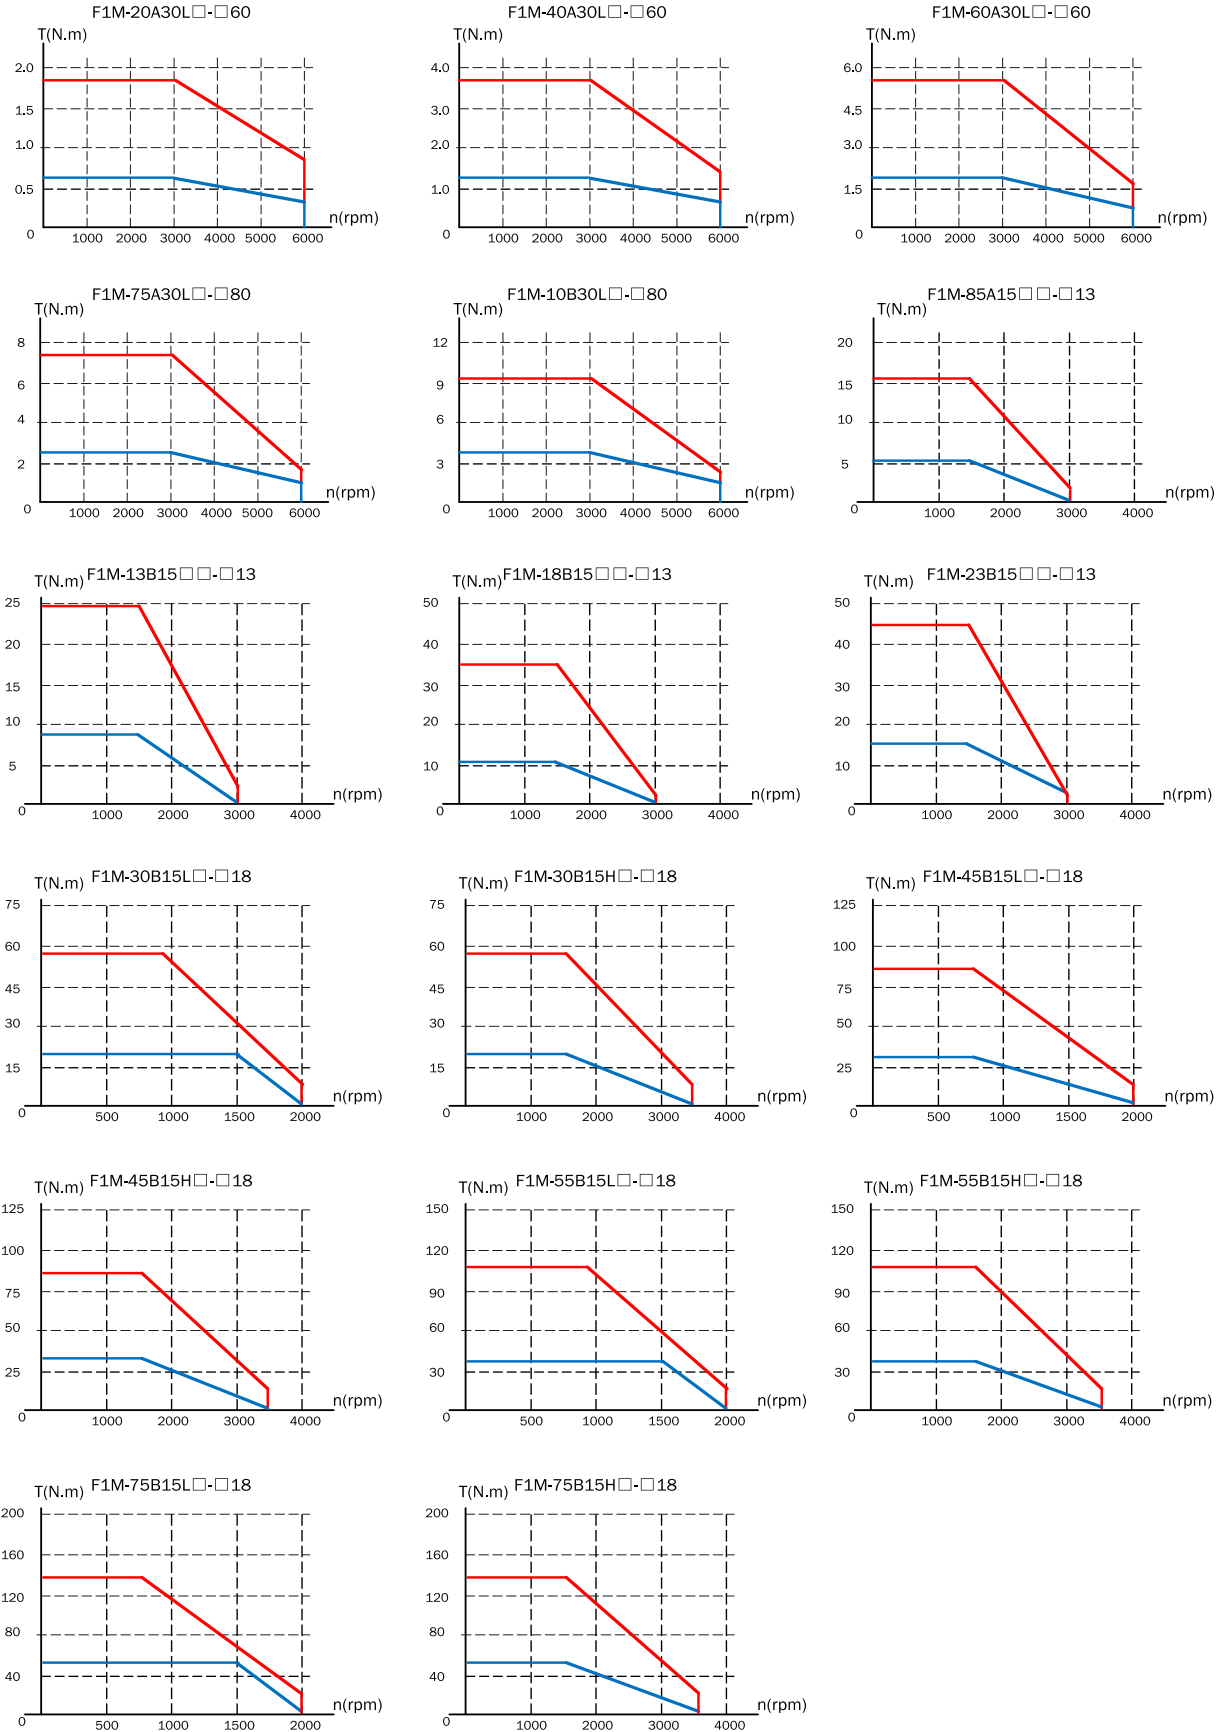 F1M-20A30L□-□60
T(N.m)
2.0
1.5
1.0
0.5
0
1000 2000 3000 4000 5000 6000
n(rpm)
F1M-40A30L□-□60
T(N.m)
4.0
3.0
2.0
1.0
0
1000 2000 3000 4000 5000 6000
n(rpm)
F1M-60A30L□-□60
T(N.m)
6.0
4.5
3.0
1.5
0
1000 2000 3000 4000 5000 6000
n(rpm)
F1M-75A30L□-□80
T(N.m)
8
6
4
2
0
1000 2000 3000 4000 5000 6000
n(rpm)
F1M-10B30L□-□80
T(N.m)
12
9
6
3
0
1000 2000 3000 4000 5000 6000
n(rpm)
F1M-85A15□□-□13
T(N.m)
20
15
10
5
0
1000 2000 3000 4000
n(rpm)
F1M-13B15□□-□13
T(N.m)
25
20
15
10
5
0
1000 2000 3000 4000
n(rpm)
F1M-18B15□□-□13
T(N.m)
50
40
30
20
10
0
1000 2000 3000 4000
n(rpm)
F1M-23B15□□-□13
T(N.m)
50
40
30
20
10
0
1000 2000 3000 4000
n(rpm)
F1M-30B15L□-□18
T(N.m)
75
60
45
30
15
0
500 1000 1500 2000
n(rpm)
F1M-30B15H□-□18
T(N.m)
75
60
45
30
15
0
1000 2000 3000 4000
n(rpm)
F1M-45B15L□-□18
T(N.m)
125
100
75
50
25
0
500 1000 1500 2000
n(rpm)
F1M-45B15H□-□18
T(N.m)
125
100
75
50
25
0
1000 2000 3000 4000
n(rpm)
F1M-55B15L□-□18
T(N.m)
150
120
90
60
30
0
500 1000 1500 2000
n(rpm)
F1M-55B15H□-□18
T(N.m)
150
120
90
60
30
0
1000 2000 3000 4000
n(rpm)
F1M-75B15L□-□18
T(N.m)
200
160
120
80
40
0
500 1000 1500 2000
n(rpm)
F1M-75B15H□-□18
T(N.m)
200
160
120
80
40
0
1000 2000 3000 4000
n(rpm)